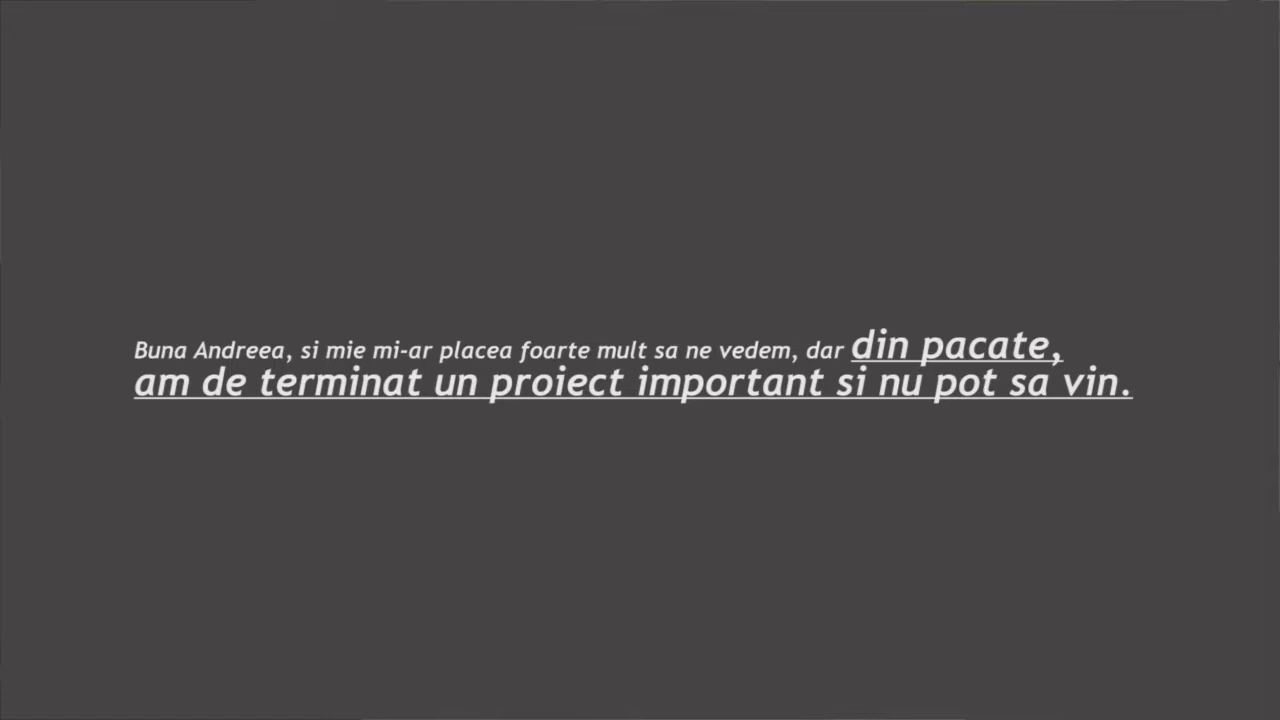 Buna Andreea, si mie mi-ar placea foarte mult sa ne vedem, dar din pacate,
am de terminat un proiect important si nu pot sa vin.